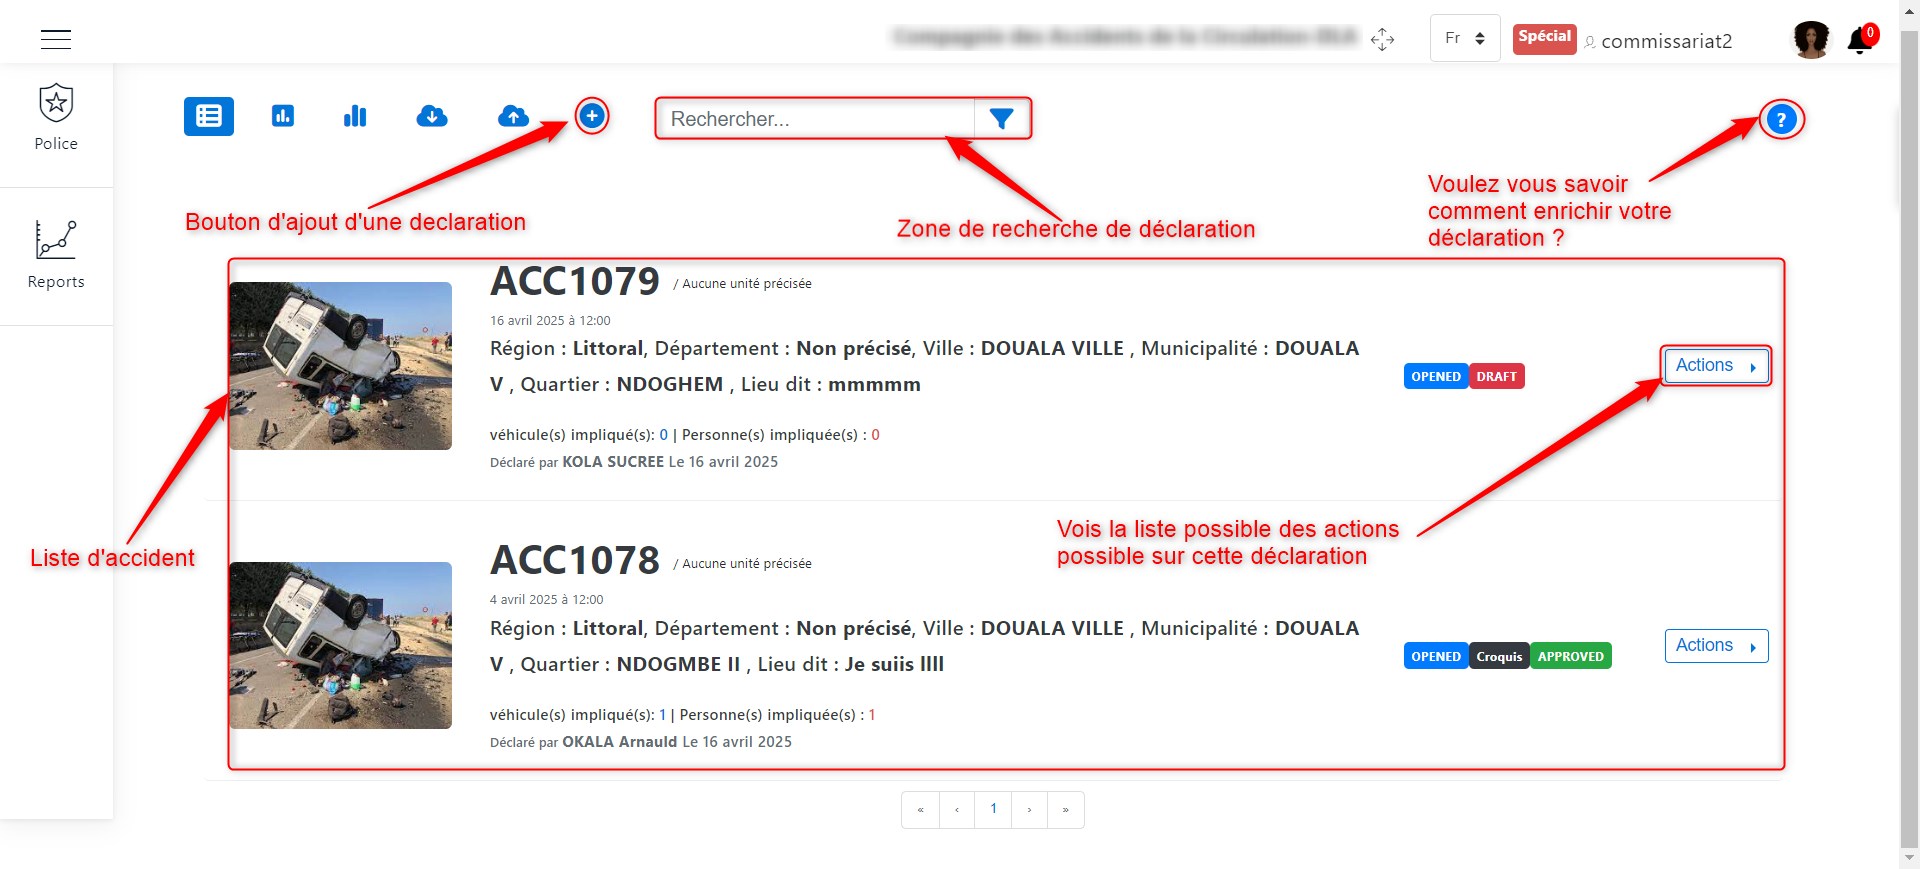 Fr
Spécial
commissariat2
0
Police
Reports
Rechercher...
?
Bouton d'ajout d'une declaration
Zone de recherche de déclaration
Voulez vous savoir
comment enrichir votre
déclaration ?
ACC1079 / Aucune unité précisée
16 avril 2025 à 12:00
Région : Littoral, Département : Non précisé, Ville : DOUALA VILLE , Municipalité : DOUALA
V , Quartier : NDOGHEM , Lieu dit : mmmmm
OPENED DRAFT
Actions
véhicule(s) impliqué(s): 0 | Personne(s) impliquée(s) : 0
Déclaré par KOLA SUCREE Le 16 avril 2025
Liste d'accident
Vois la liste possible des actions
possible sur cette déclaration
ACC1078 / Aucune unité précisée
4 avril 2025 à 12:00
Région : Littoral, Département : Non précisé, Ville : DOUALA VILLE , Municipalité : DOUALA
V , Quartier : NDOGMBE II , Lieu dit : Je suiis llll
OPENED Croquis APPROVED
Actions
véhicule(s) impliqué(s): 1 | Personne(s) impliquée(s) : 1
Déclaré par OKALA Arnauld Le 16 avril 2025
« ‹ 1 › »